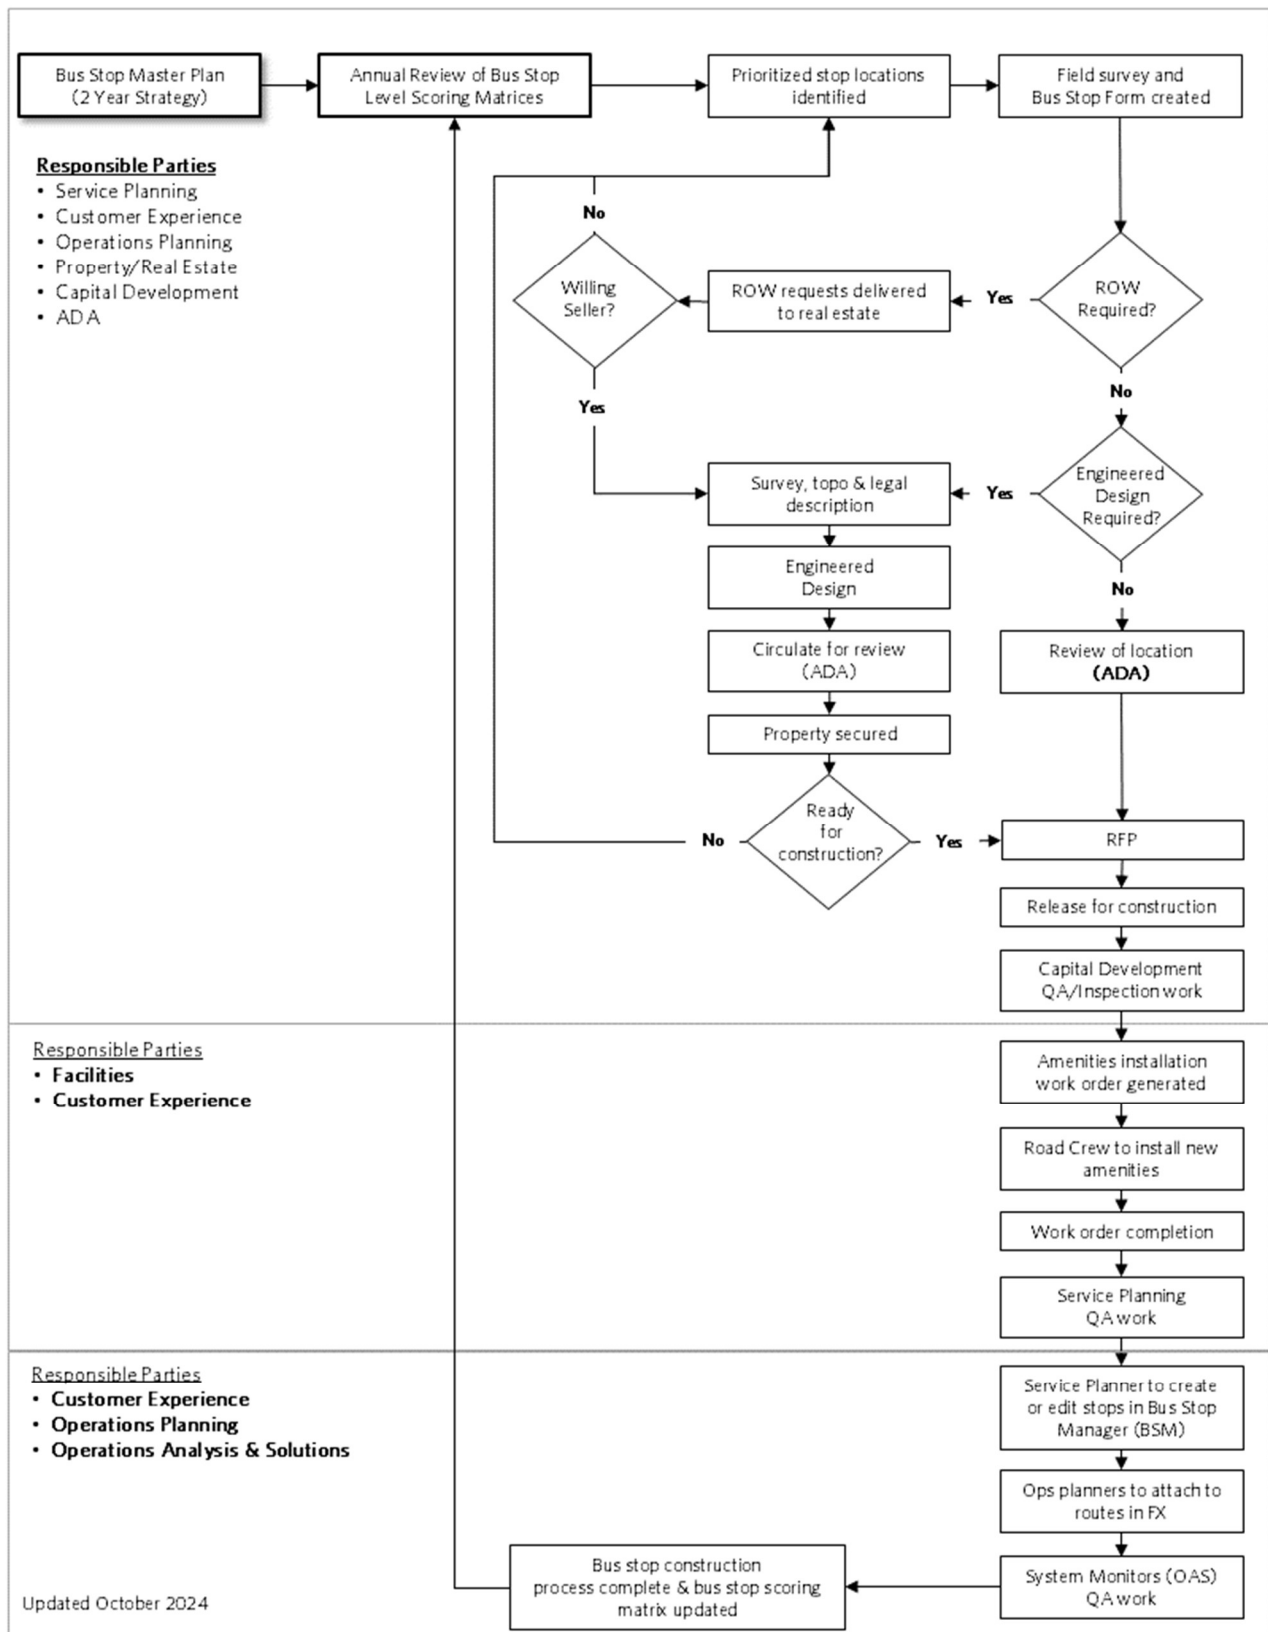 Bus Stop Master Plan
(2 Year Strategy)
Annual Review of Bus Stop
Level Scoring Matrices
Prioritized stop locations
identified
Field survey and
Bus Stop Form created
Responsible Parties
• Service Planning
• Customer Experience
• Operations Planning
• Property/Real Estate
• Capital Development
• ADA
No
Willing
Seller?
ROW requests delivered
to real estate
Yes
ROW
Required?
Yes
No
Survey, topo & legal
description
Yes
Engineered
Design
Required?
Engineered
Design
No
Circulate for review
(ADA)
Review of location
(ADA)
Property secured
Ready
for
construction?
No
Yes
RFP
Release for construction
Capital Development
QA/Inspection work
Responsible Parties
• Facilities
• Customer Experience
Amenities installation
work order generated
Road Crew to install new
amenities
Work order completion
Service Planning
QA work
Responsible Parties
• Customer Experience
• Operations Planning
• Operations Analysis & Solutions
Service Planner to create
or edit stops in Bus Stop
Manager (BSM)
Ops planners to attach to
routes in FX
System Monitors (OAS)
QA work
Bus stop construction
process complete & bus stop scoring
matrix updated
Updated October 2024